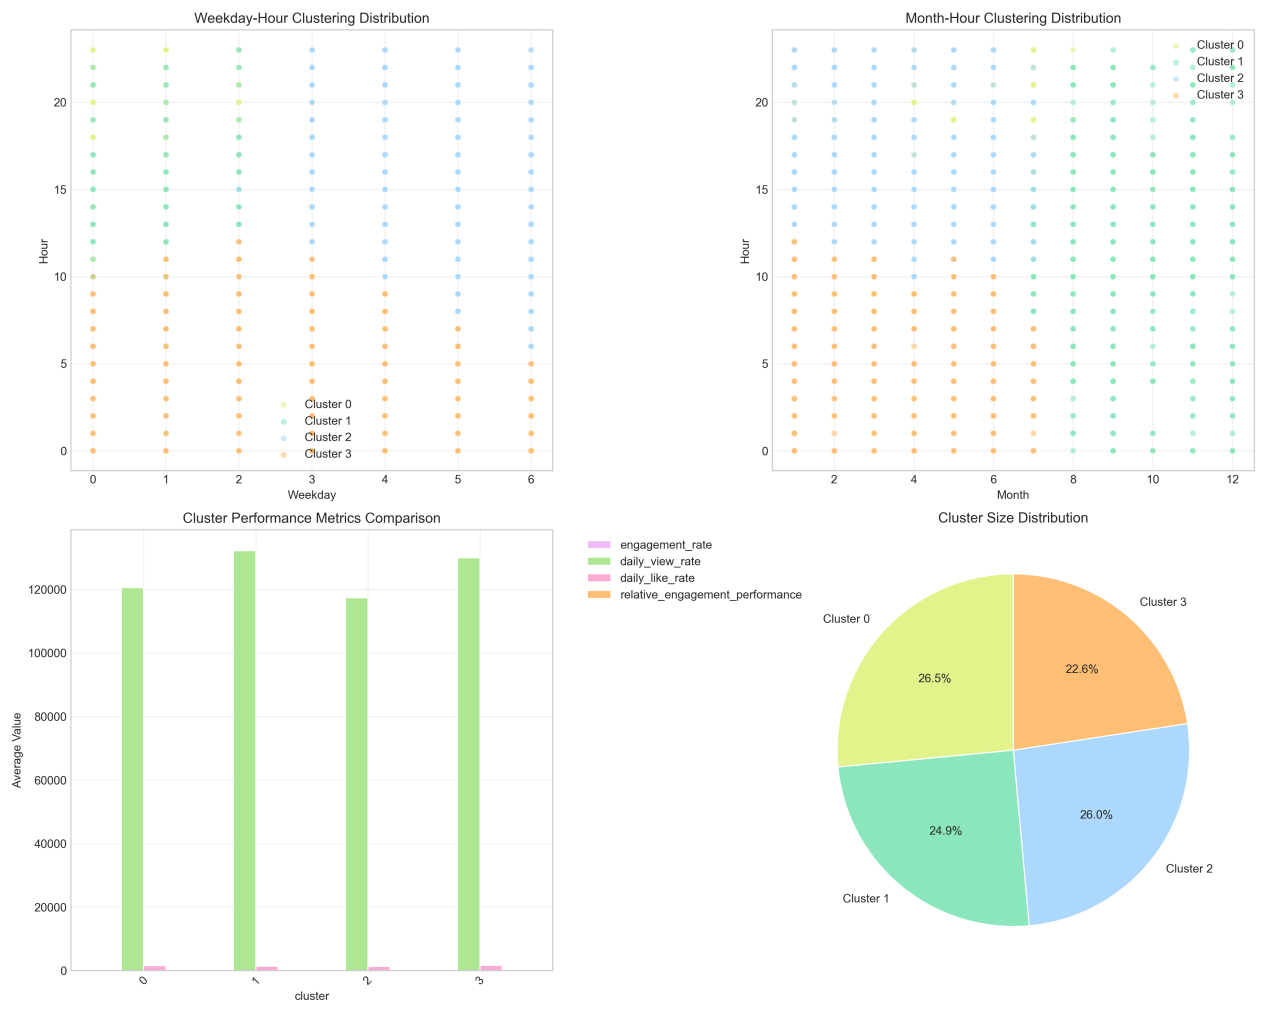 Weekday-Hour Clustering Distribution
20
15
10
5
0
Hour
Cluster 0
Cluster 1
Cluster 2
Cluster 3
0 1 2 3 4 5 6
Weekday
Month-Hour Clustering Distribution
Cluster 0
Cluster 1
Cluster 2
Cluster 3
20
15
10
5
0
Hour
2 4 6 8 10 12
Month
Cluster Performance Metrics Comparison
120000
100000
80000
60000
40000
20000
0
Average Value
0 1 2 3
cluster
engagement_rate
daily_view_rate
daily_like_rate
relative_engagement_performance
Cluster Size Distribution
Cluster 3
Cluster 0
22.6%
26.5%
26.0%
24.9%
Cluster 2
Cluster 1